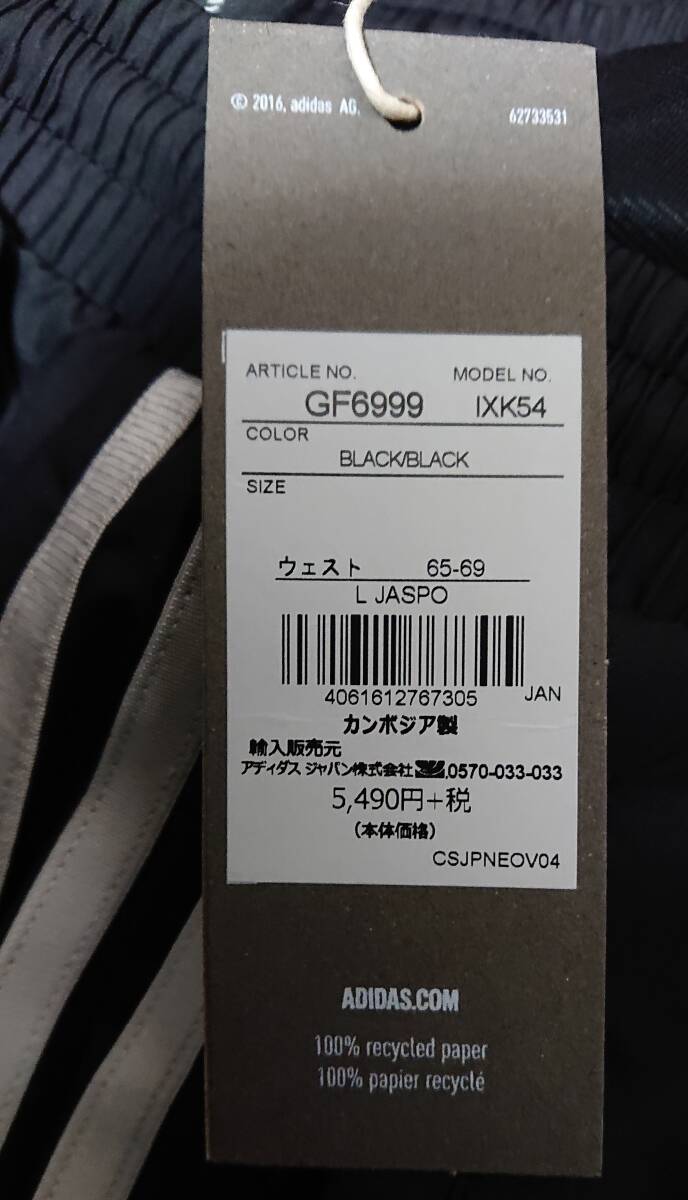 © 2016, adidas AG.
62733531
ARTICLE NO. MODEL NO.
GF6999 IXK54
COLOR
BLACK/BLACK
SIZE
ウェスト 65-69
L JASPO
4061612767305 JAN
カンボジア製
輸入販売元
アディダス ジャパン株式会社 0570-033-033
5,490円+税
(本体価格)
CSJPNEOV04
ADIDAS.COM
100% recycled paper
100% papier recyclé